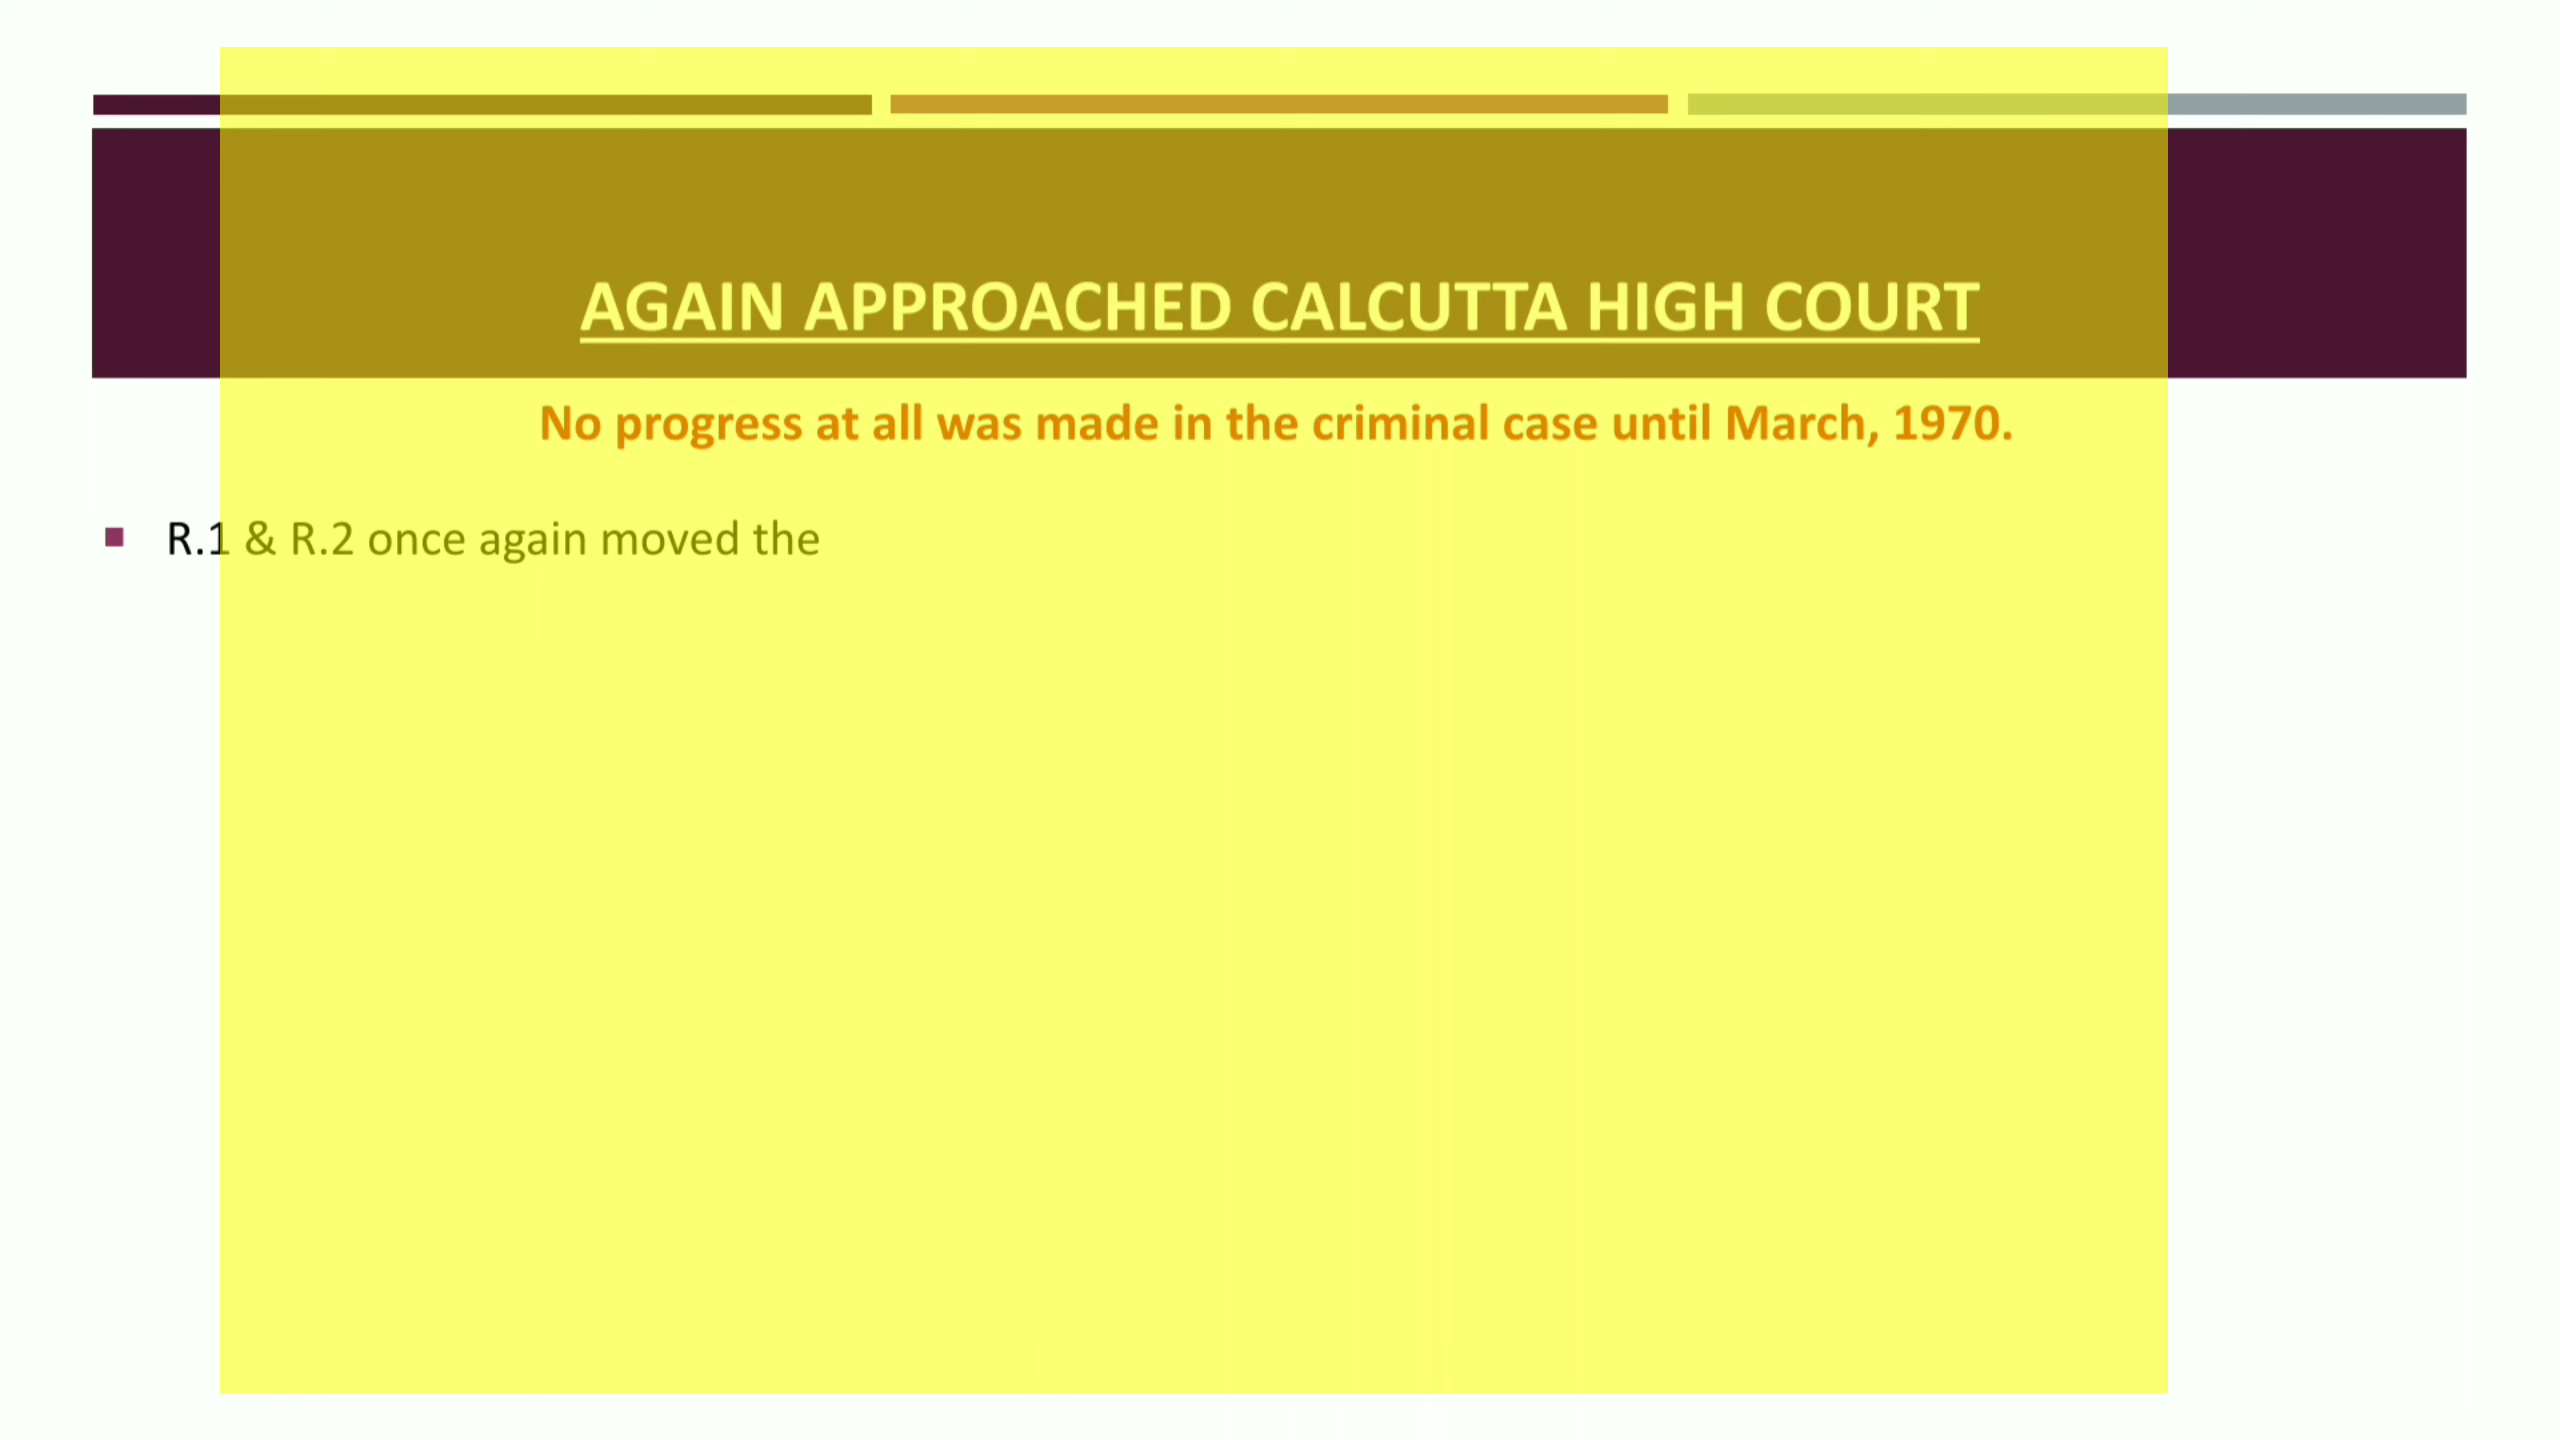 AGAIN APPROACHED CALCUTTA HIGH COURT
No progress at all was made in the criminal case until March, 1970.
▪ R.1 & R.2 once again moved the